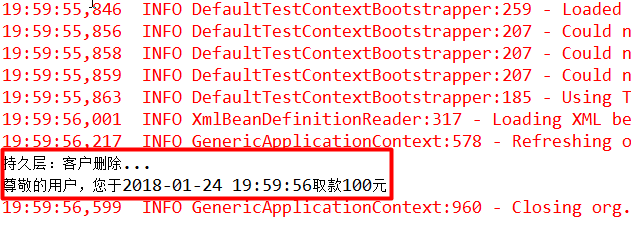 19:59:55,846 INFO DefaultTestContextBootstrapper:259 - Loaded
19:59:55,856 INFO DefaultTestContextBootstrapper:207 - Could n
19:59:55,858 INFO DefaultTestContextBootstrapper:207 - Could n
19:59:55,859 INFO DefaultTestContextBootstrapper:207 - Could n
19:59:55,863 INFO DefaultTestContextBootstrapper:185 - Using T
19:59:56,001 INFO XmlBeanDefinitionReader:317 - Loading XML be
19:59:56,217 INFO GenericApplicationContext:578 - Refreshing o
持久层：客户删除...
尊敬的用户，您于2018-01-24 19:59:56取款100元
19:59:56,599 INFO GenericApplicationContext:960 - Closing org.